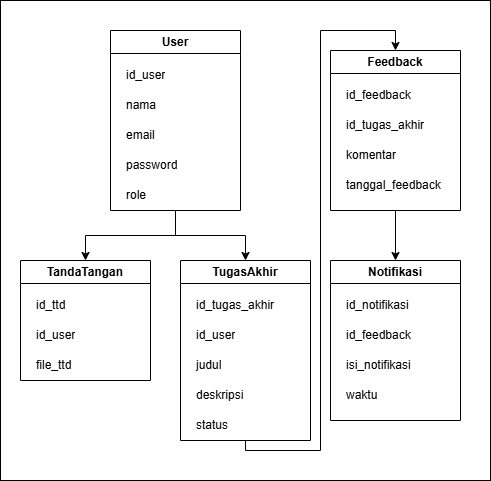 User
id_user
nama
email
password
role
TandaTangan
id_ttd
id_user
file_ttd
TugasAkhir
id_tugas_akhir
id_user
judul
deskripsi
status
Feedback
id_feedback
id_tugas_akhir
komentar
tanggal_feedback
Notifikasi
id_notifikasi
id_feedback
isi_notifikasi
waktu